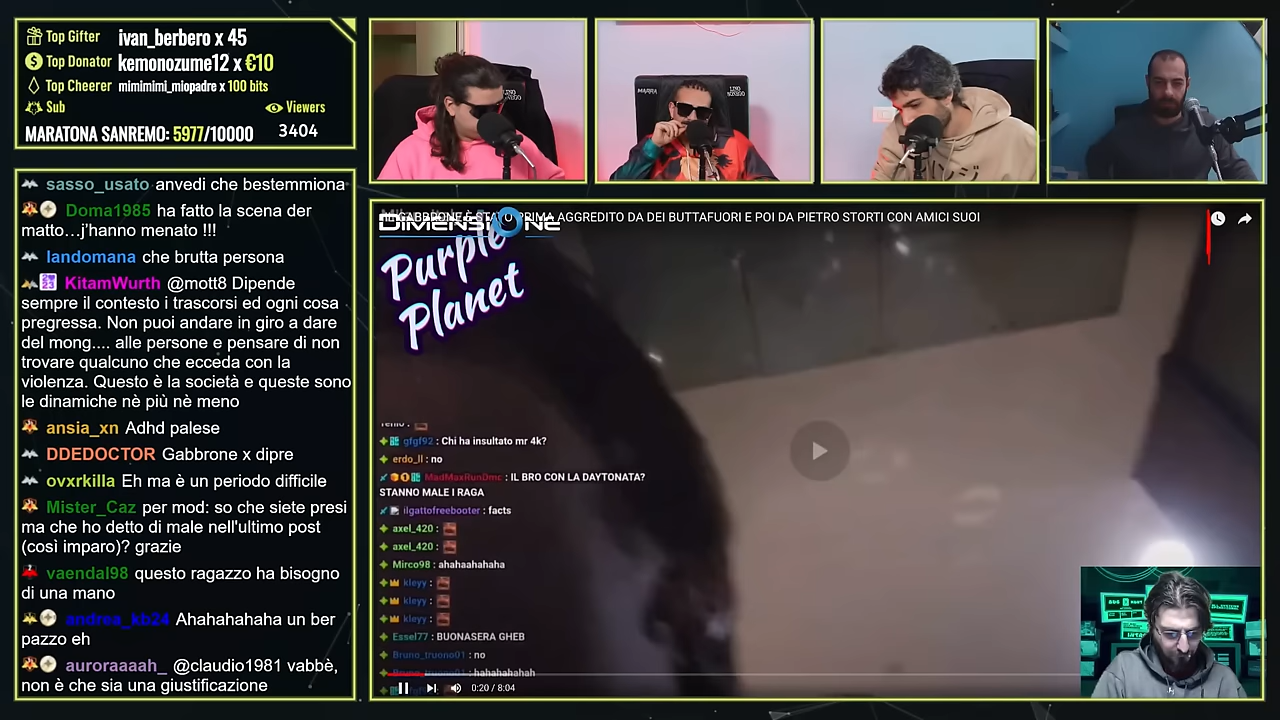 Top Gifter ivan_berbero x 45
Top Donator kemonozume12 x €10
Top Cheerer mimimimi_miopadre x 100 bits
Sub Viewers
MARATONA SANREMO: 5977/10000 3404
sasso_usato anvedi che bestemmiona
Doma1985 ha fatto la scena der
matto…j'hanno menato !!!
landomana che brutta persona
KitamWurth @mott8 Dipende
sempre il contesto i trascorsi ed ogni cosa
pregressa. Non puoi andare in giro a dare
del mong.... alle persone e pensare di non
trovare qualcuno che ecceda con la
violenza. Questo è la società e queste sono
le dinamiche nè più nè meno
ansia_xn Adhd palese
DDEDOCTOR Gabbrone x dipre
ovxrkilla Eh ma è un periodo difficile
Mister_Caz per mod: so che siete presi
ma che ho detto di male nell'ultimo post
(così imparo)? grazie
vaendal98 questo ragazzo ha bisogno
di una mano
andrea_kb24 Ahahahahaha un ber
pazzo eh
auroraaaah_ @claudio1981 vabbè,
non è che sia una giustificazione
GABBRONE È STATO PRIMA AGGREDITO DA DEI BUTTAFUORI E POI DA PIETRO STORTI CON AMICI SUOI
DIMENSIONE
Purple
Planet
gfgf92 : Chi ha insultato mr 4k?
erdo_ll : no
MadMaxRunDmc : IL BRO CON LA DAYTONATA?
STANNO MALE I RAGA
ilgattofreebooter : facts
axel_420 :
axel_420 :
Mirco98 : ahahaahahaha
kleyy :
kleyy :
kleyy :
Essel77 : BUONASERA GHEB
Bruno_truono01 : no
Bruno_truono01 : hahahahahah
0:20 / 8:04